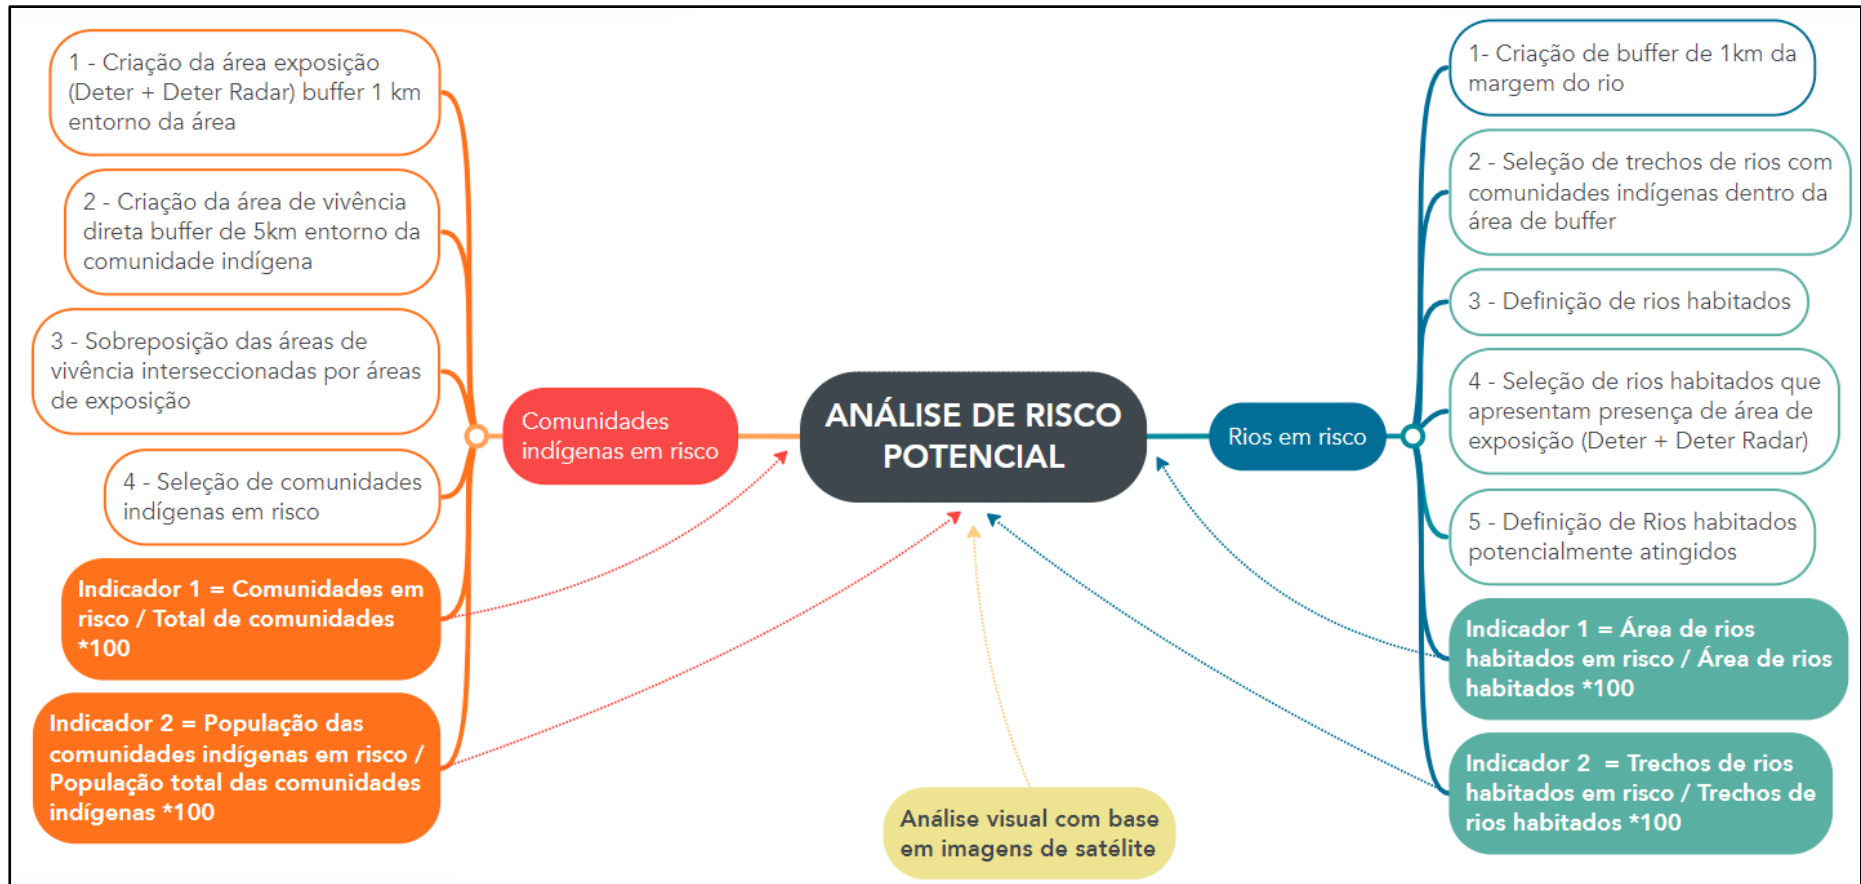 1 - Criação da área exposição
(Deter + Deter Radar) buffer 1 km
entorno da área
2 - Criação da área de vivência
direta buffer de 5km entorno da
comunidade indígena
3 - Sobreposição das áreas de
vivência interseccionadas por áreas
de exposição
4 - Seleção de comunidades
indígenas em risco
Indicador 1 = Comunidades em
risco / Total de comunidades
*100
Indicador 2 = População das
comunidades indígenas em risco /
População total das comunidades
indígenas *100
Comunidades
indígenas em risco
ANÁLISE DE RISCO
POTENCIAL
Análise visual com base
em imagens de satélite
Rios em risco
1- Criação de buffer de 1km da
margem do rio
2 - Seleção de trechos de rios com
comunidades indígenas dentro da
área de buffer
3 - Definição de rios habitados
4 - Seleção de rios habitados que
apresentam presença de área de
exposição (Deter + Deter Radar)
5 - Definição de Rios habitados
potencialmente atingidos
Indicador 1 = Área de rios
habitados em risco / Área de rios
habitados *100
Indicador 2  = Trechos de rios
habitados em risco / Trechos de
rios habitados *100